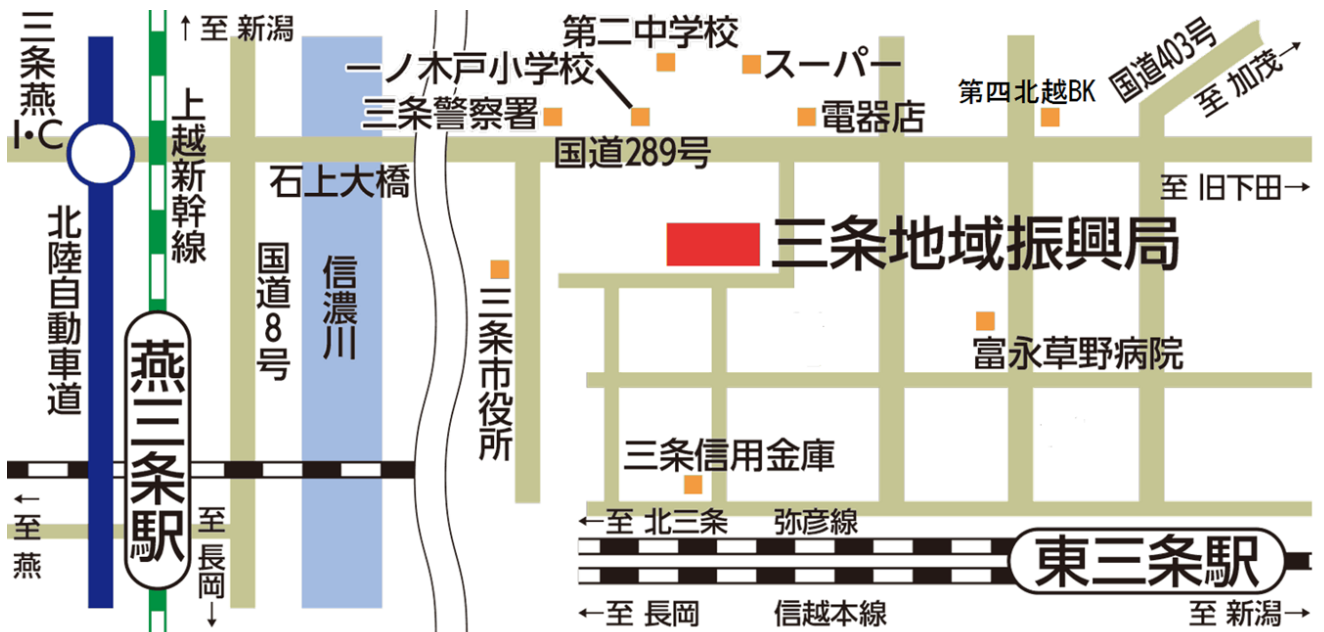 三条燕
I・C
↑至 新潟
上越新幹線
北陸自動車道
燕三条駅
←至 燕
至 長岡↓
国道8号
信濃川
石上大橋
第二中学校
スーパー
一ノ木戸小学校
三条警察署
電器店
第四北越BK
国道403号
至 加茂→
国道289号
至 旧下田→
三条地域振興局
三条市役所
富永草野病院
三条信用金庫
←至 北三条 弥彦線
東三条駅
←至 長岡 信越本線
至 新潟→